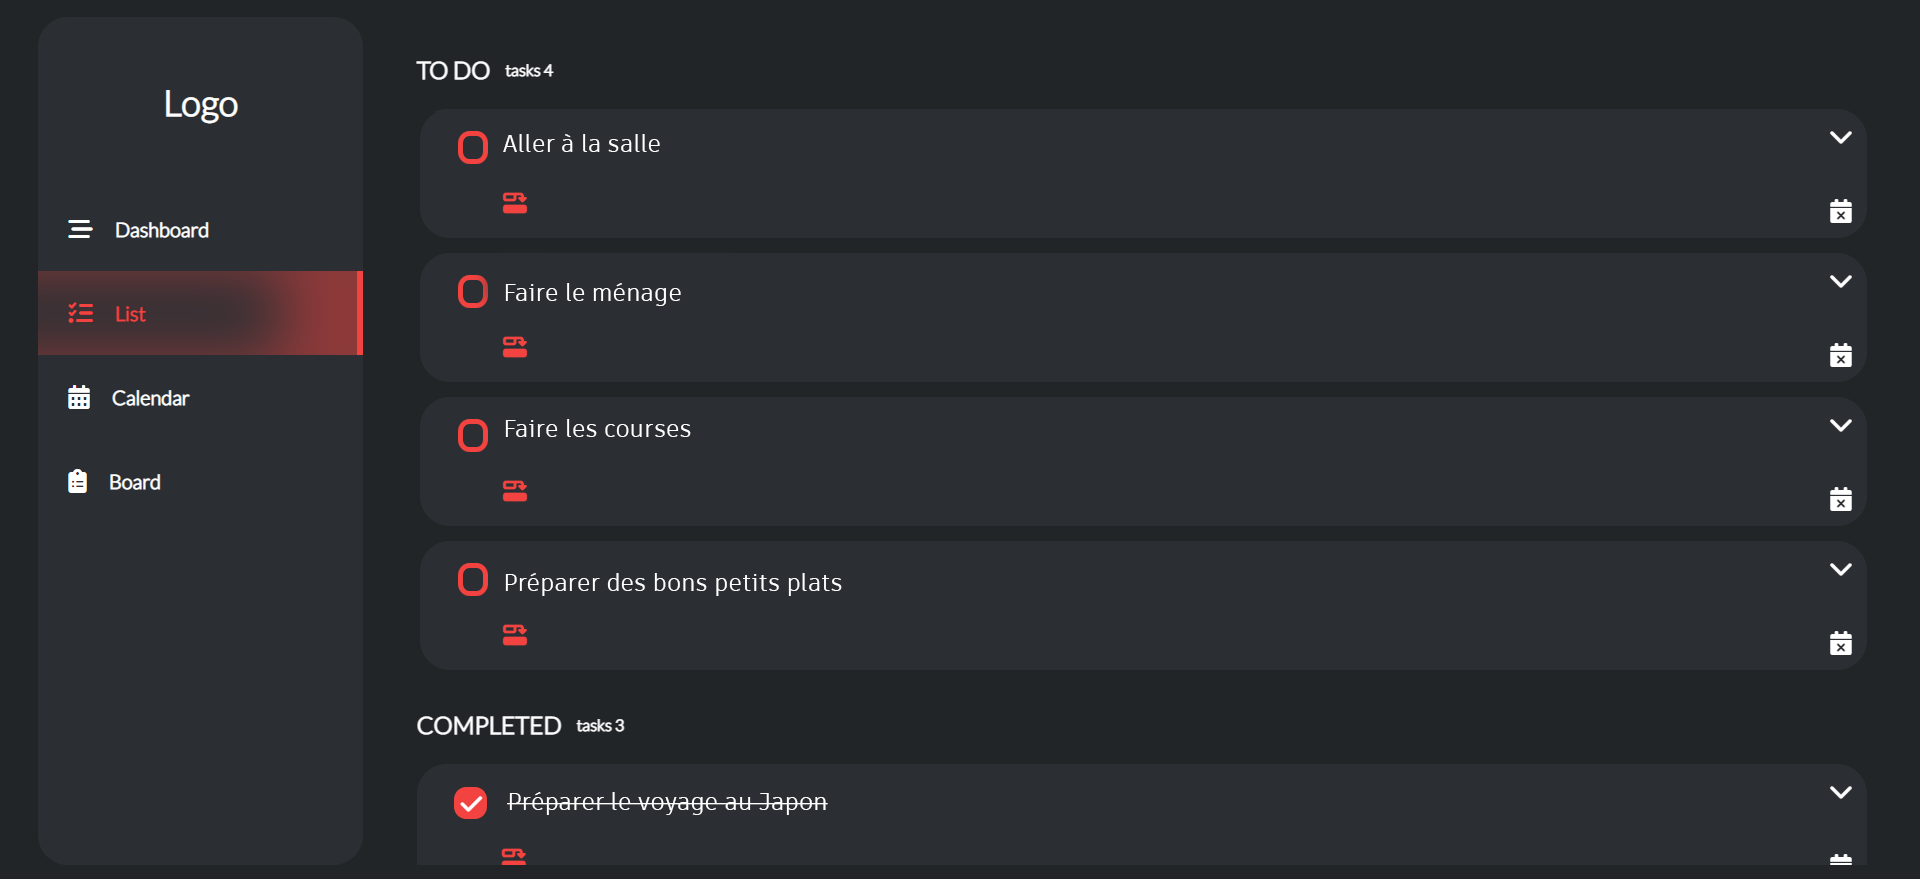 Logo
Dashboard
List
Calendar
Board
TO DO tasks 4
Aller à la salle
Faire le ménage
Faire les courses
Préparer des bons petits plats
COMPLETED tasks 3
Préparer le voyage au Japon